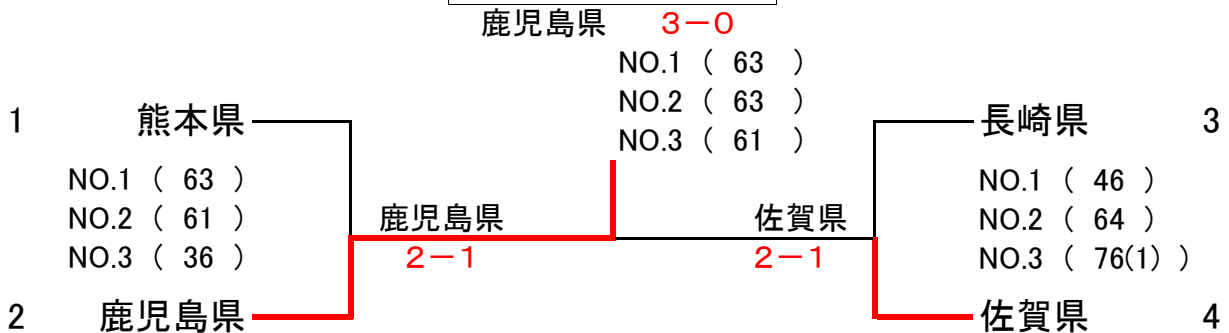 鹿児島県 3－0
NO.1 ( 63 )
NO.2 ( 63 )
NO.3 ( 61 )
1 熊本県
長崎県 3
NO.1 ( 63 )
NO.2 ( 61 )
NO.3 ( 36 )
鹿児島県
2－1
佐賀県
2－1
NO.1 ( 46 )
NO.2 ( 64 )
NO.3 ( 76(1) )
2 鹿児島県
佐賀県 4